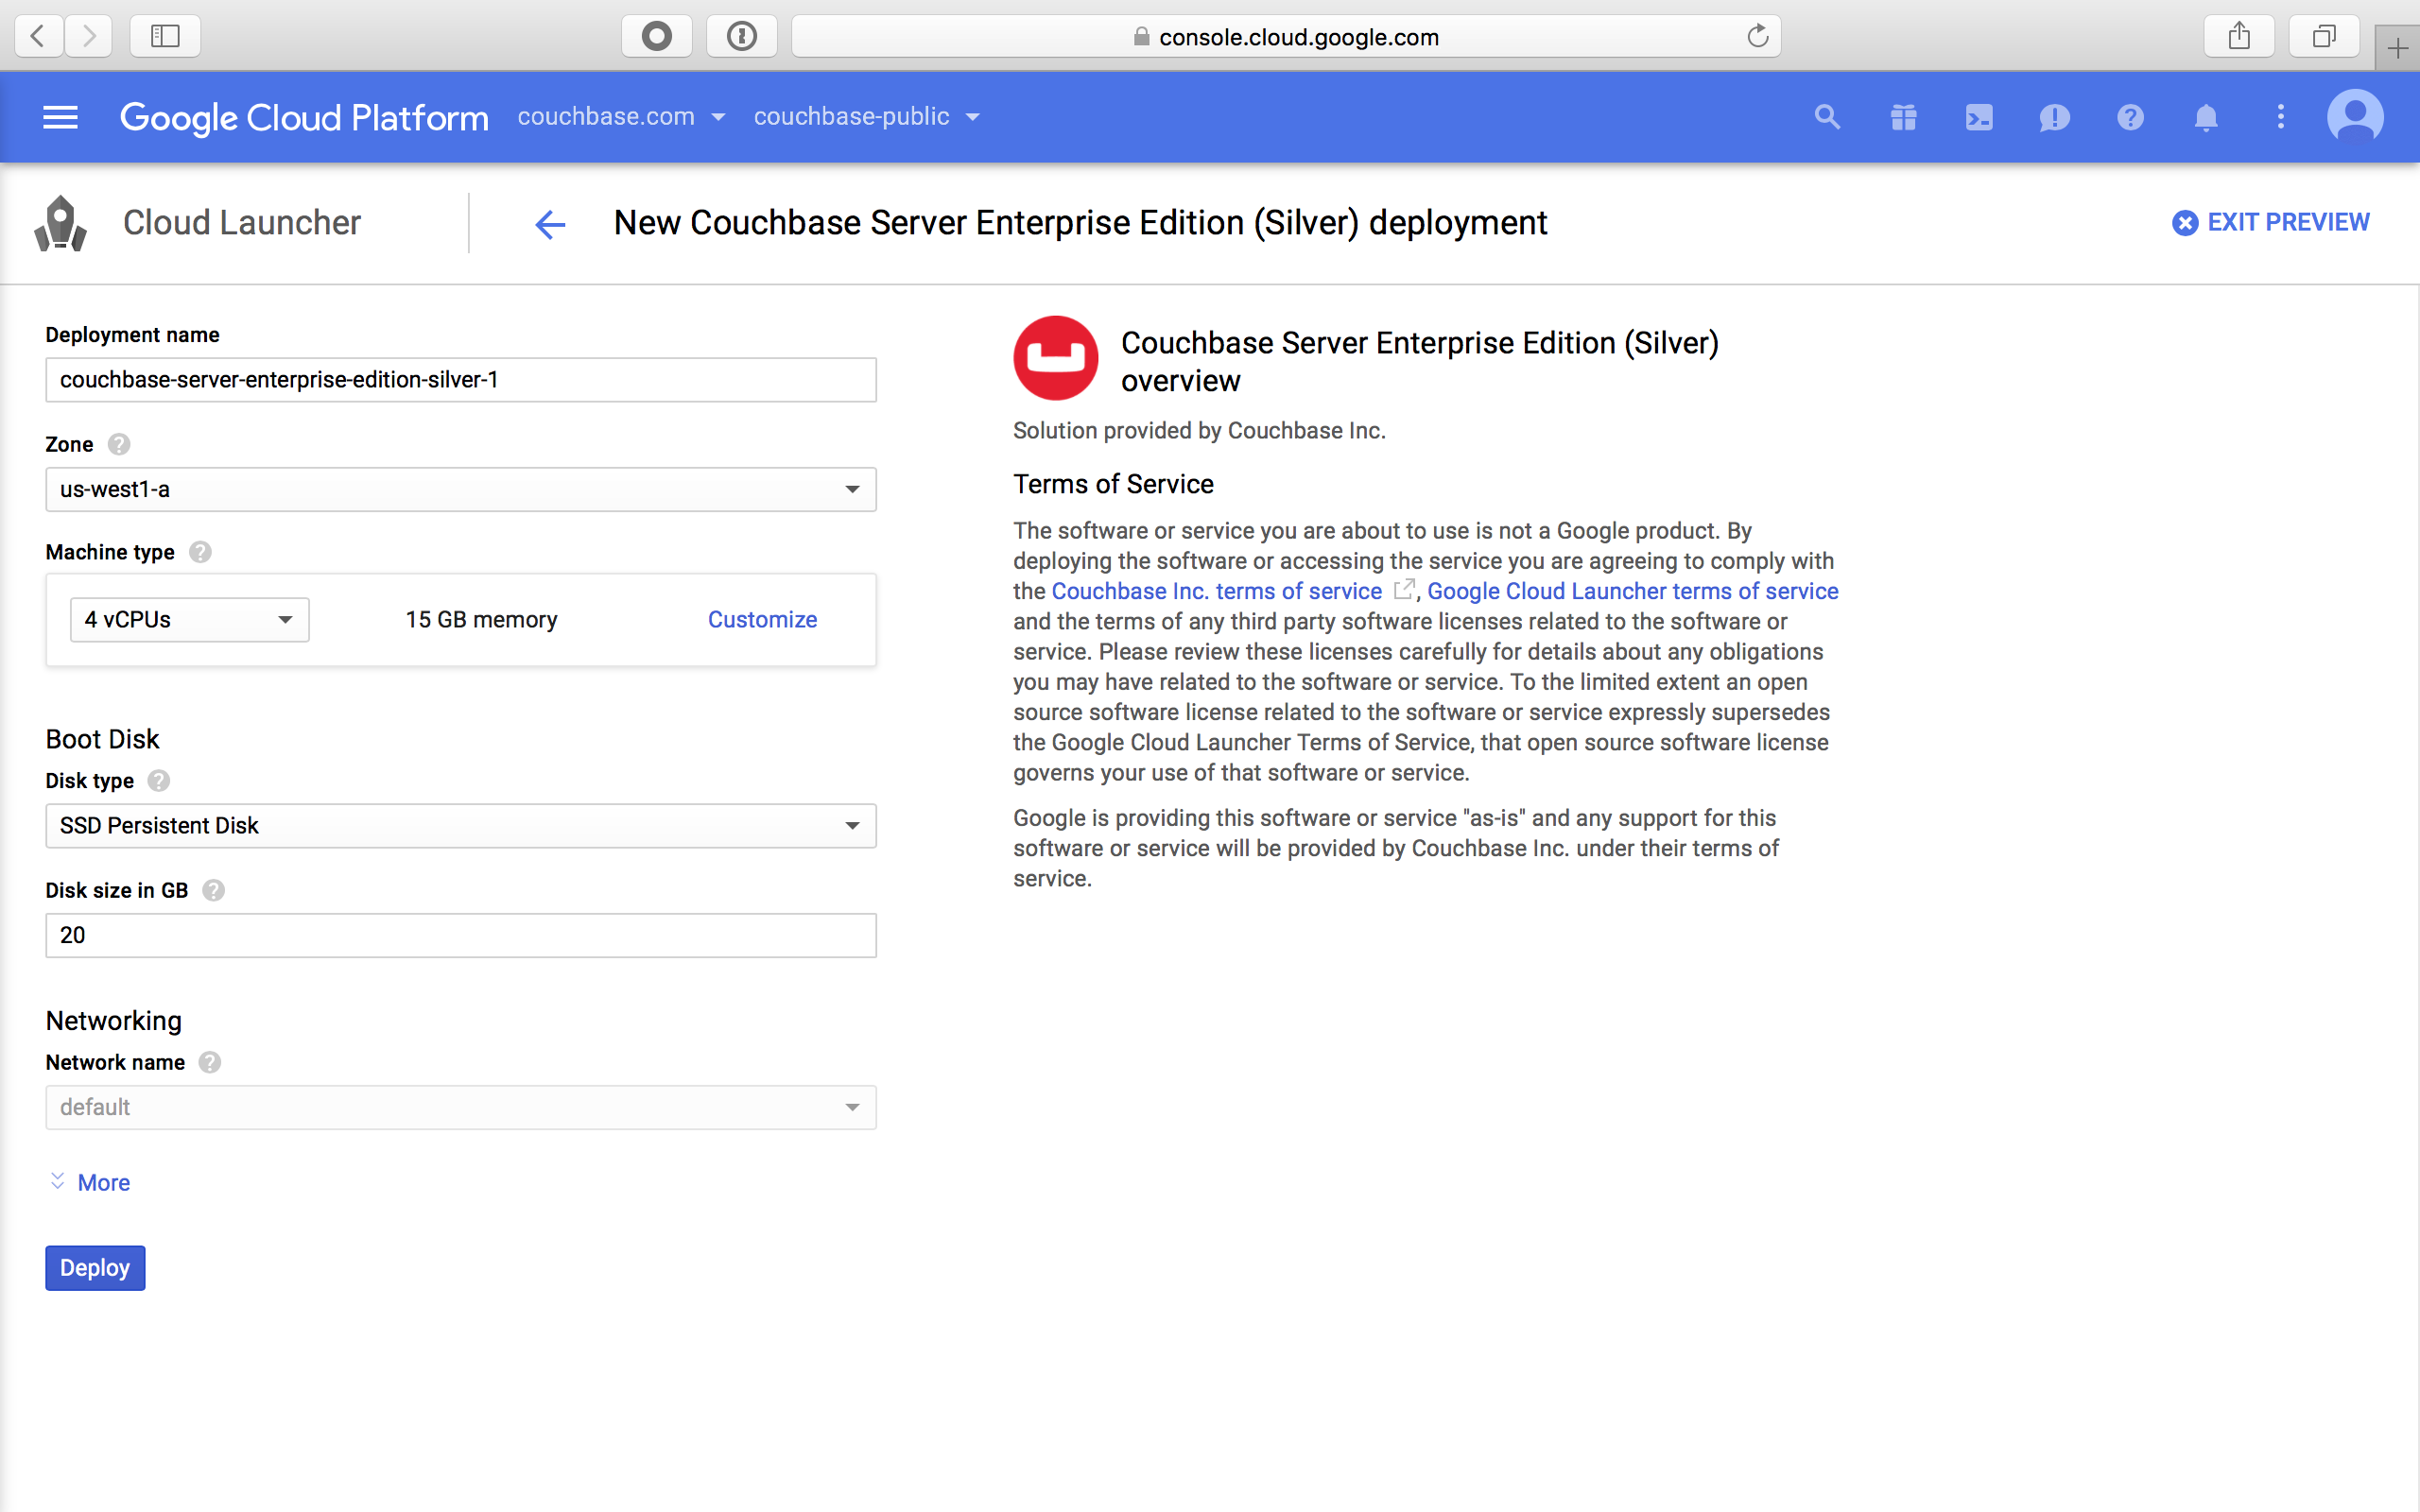 console.cloud.google.com
Google Cloud Platform couchbase.com couchbase-public
Cloud Launcher New Couchbase Server Enterprise Edition (Silver) deployment EXIT PREVIEW
Deployment name
couchbase-server-enterprise-edition-silver-1
Zone
us-west1-a
Machine type
4 vCPUs 15 GB memory Customize
Boot Disk
Disk type
SSD Persistent Disk
Disk size in GB
20
Networking
Network name
default
More
Deploy
Couchbase Server Enterprise Edition (Silver)
overview
Solution provided by Couchbase Inc.
Terms of Service
The software or service you are about to use is not a Google product. By
deploying the software or accessing the service you are agreeing to comply with
the Couchbase Inc. terms of service , Google Cloud Launcher terms of service
and the terms of any third party software licenses related to the software or
service. Please review these licenses carefully for details about any obligations
you may have related to the software or service. To the limited extent an open
source software license related to the software or service expressly supersedes
the Google Cloud Launcher Terms of Service, that open source software license
governs your use of that software or service.
Google is providing this software or service "as-is" and any support for this
software or service will be provided by Couchbase Inc. under their terms of
service.